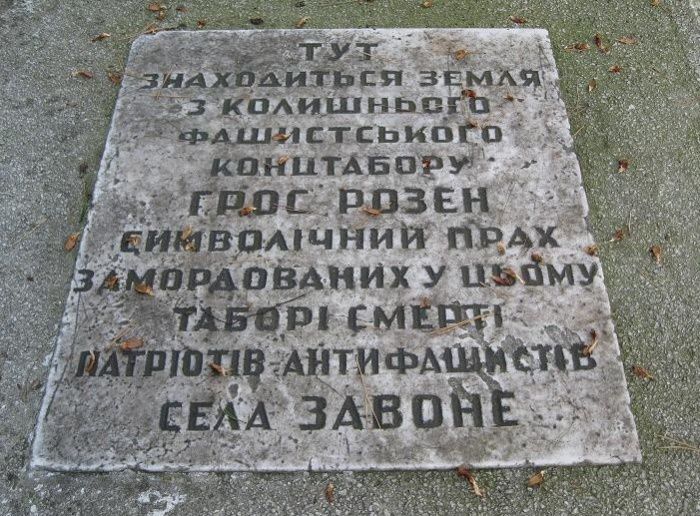 ТУТ
ЗНАХОДИТЬСЯ ЗЕМЛЯ
З КОЛИШНЬОГО
ФАШИСТСЬКОГО
КОНЦТАБОРУ
ГРОС РОЗЕН
СИМВОЛІЧНИЙ ПРАХ
ЗАМОРДОВАНИХ У ЦЬОМУ
ТАБОРІ СМЕРТІ
ПАТРІОТІВ АНТИФАШИСТІВ
СЕЛА ЗАВОНЕ